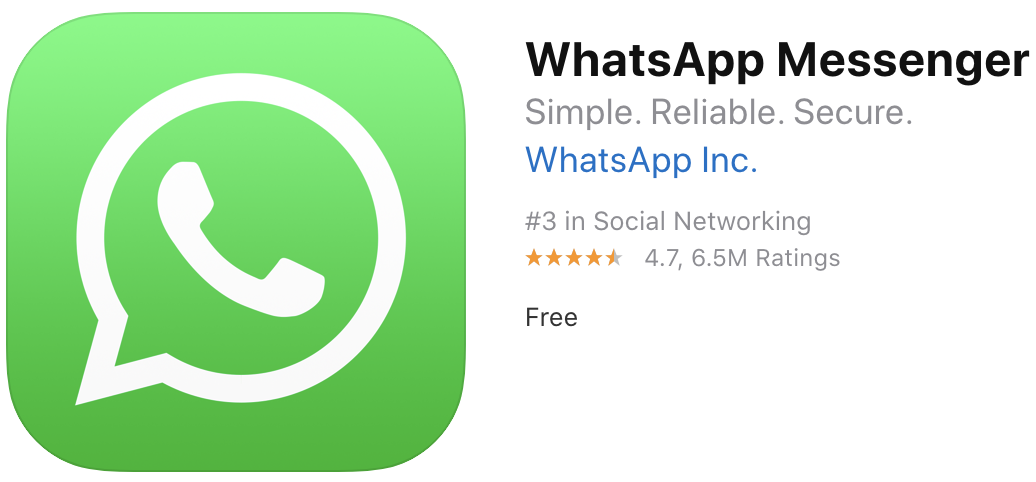 WhatsApp Messenger
Simple. Reliable. Secure.
WhatsApp Inc.
#3 in Social Networking
4.7, 6.5M Ratings
Free